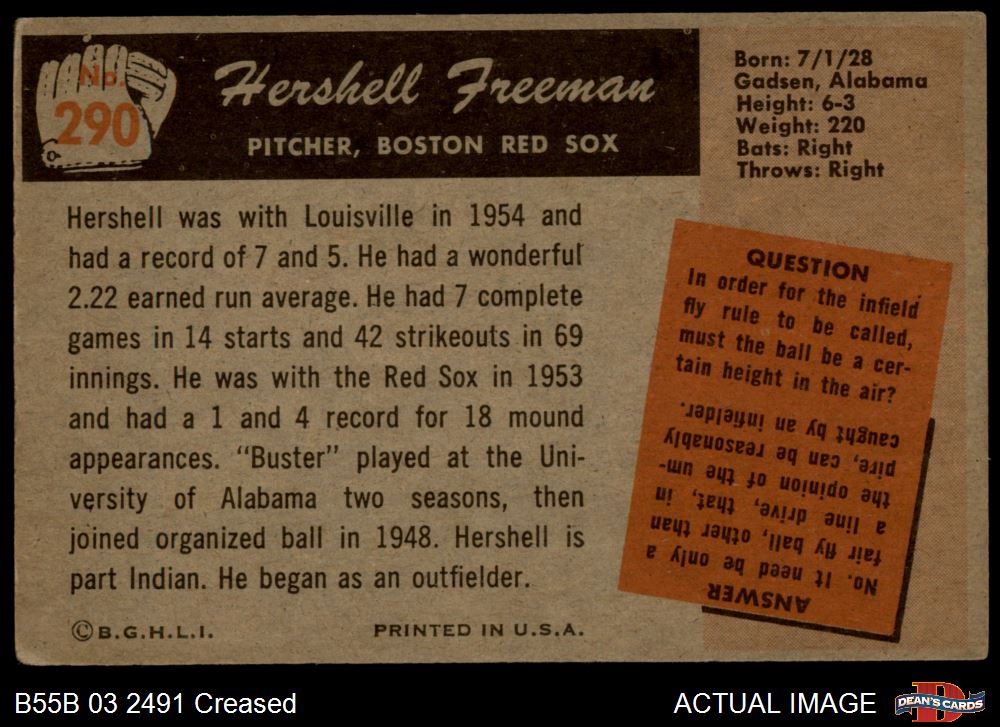 No.
290
Hershell Freeman
PITCHER, BOSTON RED SOX
Born: 7/1/28
Gadsen, Alabama
Height: 6-3
Weight: 220
Bats: Right
Throws: Right
Hershell was with Louisville in 1954 and
had a record of 7 and 5. He had a wonderful
2.22 earned run average. He had 7 complete
games in 14 starts and 42 strikeouts in 69
innings. He was with the Red Sox in 1953
and had a 1 and 4 record for 18 mound
appearances. "Buster" played at the Uni-
versity of Alabama two seasons, then
joined organized ball in 1948. Hershell is
part Indian. He began as an outfielder.
©B.G.H.L.I.
PRINTED IN U.S.A.
QUESTION
In order for the infield
fly rule to be called,
must the ball be a cer-
tain height in the air?
ANSWER
No. It need be only a
fair fly ball, other than
a line drive, that, in
the opinion of the um-
pire, can be reasonably
caught by an infielder.
B55B 03 2491 Creased
ACTUAL IMAGE
D
DEAN'S CARDS